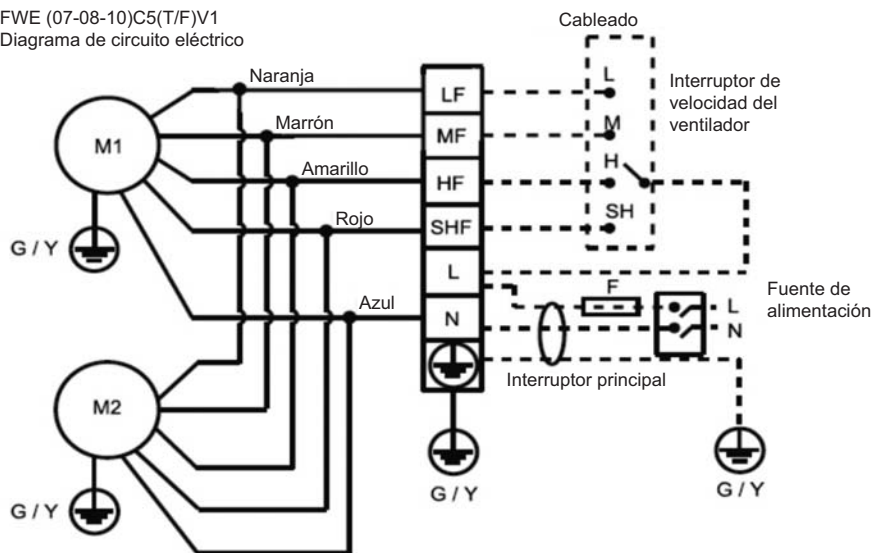 FWE (07-08-10)C5(T/F)V1
Diagrama de circuito eléctrico
Cableado
Naranja
LF
L
Interruptor de
velocidad del
ventilador
Marrón
MF
M
M1
Amarillo
HF
H
Rojo
SHF
SH
G / Y
L
Azul
N
F
L
N
Fuente de
alimentación
Interruptor principal
M2
G / Y
G / Y
G / Y